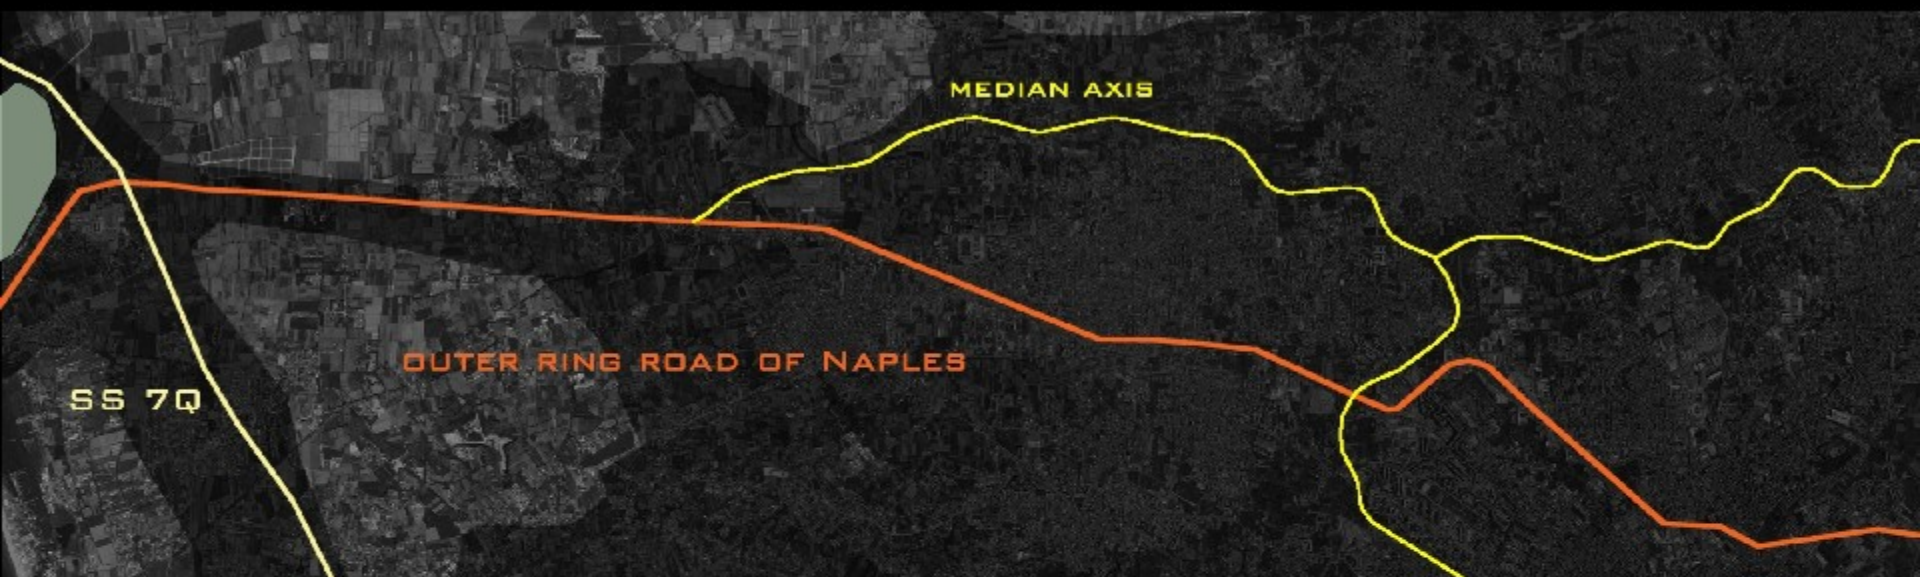 MEDIAN AXIS
OUTER RING ROAD OF NAPLES
SS 7Q